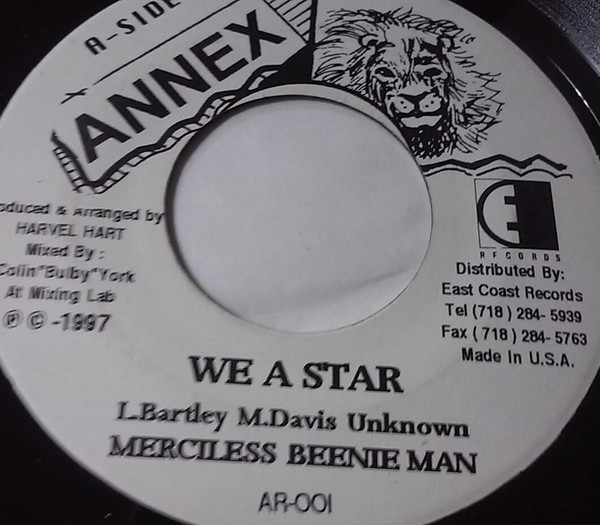 A-SIDE
ANNEX
oduced & Arranged by
HARVEL HART
Mixed By :
Colin "Bulby" York
At Mixing Lab
℗ © -1997
E
RECORDS
Distributed By:
East Coast Records
Tel (718) 284- 5939
Fax ( 718 ) 284- 5763
Made In U.S.A.
WE A STAR
L.Bartley M.Davis Unknown
MERCILESS BEENIE MAN
AR-001